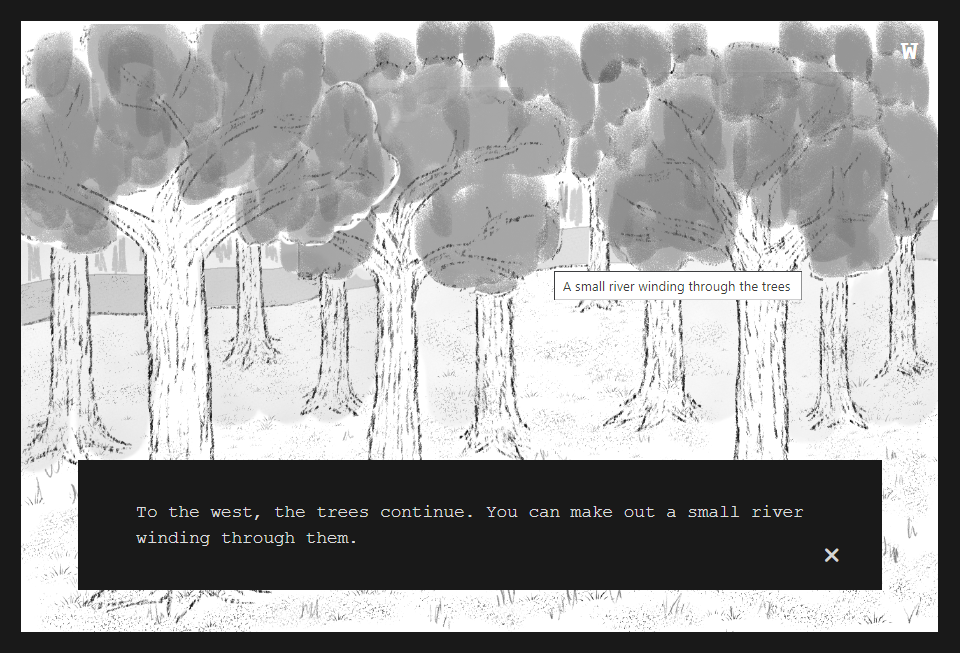 W
A small river winding through the trees
To the west, the trees continue. You can make out a small river
winding through them.